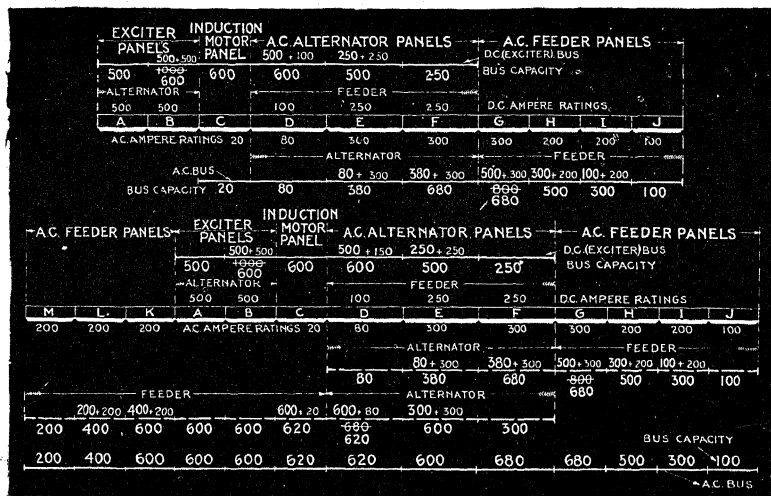 EXCITER PANELS INDUCTION MOTOR PANEL A.C. ALTERNATOR PANELS A.C. FEEDER PANELS
500+500 500+100 250+250 D.C.(EXCITER) BUS
500 1000 600 600 600 500 250 BUS CAPACITY
ALTERNATOR FEEDER
500 500 100 250 250 D.C. AMPERE RATINGS
A B C D E F G H I J
A.C. AMPERE RATINGS 20 80 300 300 300 200 200 100
ALTERNATOR FEEDER
A.C. BUS 80+300 380+300 500+300 300+200 100+200
BUS CAPACITY 20 80 380 680 800 500 300 100
680
A.C. FEEDER PANELS EXCITER PANELS INDUCTION MOTOR PANEL A.C. ALTERNATOR PANELS A.C. FEEDER PANELS
500+500 500+150 250+250 D.C.(EXCITER) BUS
500 1000 600 600 600 500 250 BUS CAPACITY
ALTERNATOR FEEDER
500 500 100 250 250 D.C. AMPERE RATINGS
M L K A B C D E F G H I J
200 200 200 A.C. AMPERE RATINGS 20 80 300 300 300 200 200 100
ALTERNATOR FEEDER
80+300 380+300 500+300 300+200 100+200
80 380 680 800 500 300 100
680
FEEDER ALTERNATOR
200+200 400+200 600+20 600+80 300+300
200 400 600 600 600 620 680 600 300
620
BUS CAPACITY
200 400 600 600 600 620 620 600 680 680 500 300 100
A.C. BUS